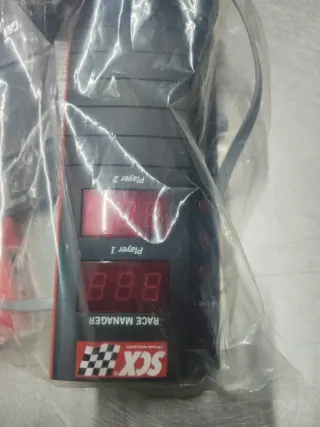 SCX
RACE MANAGER
888
Player 1
Player 2